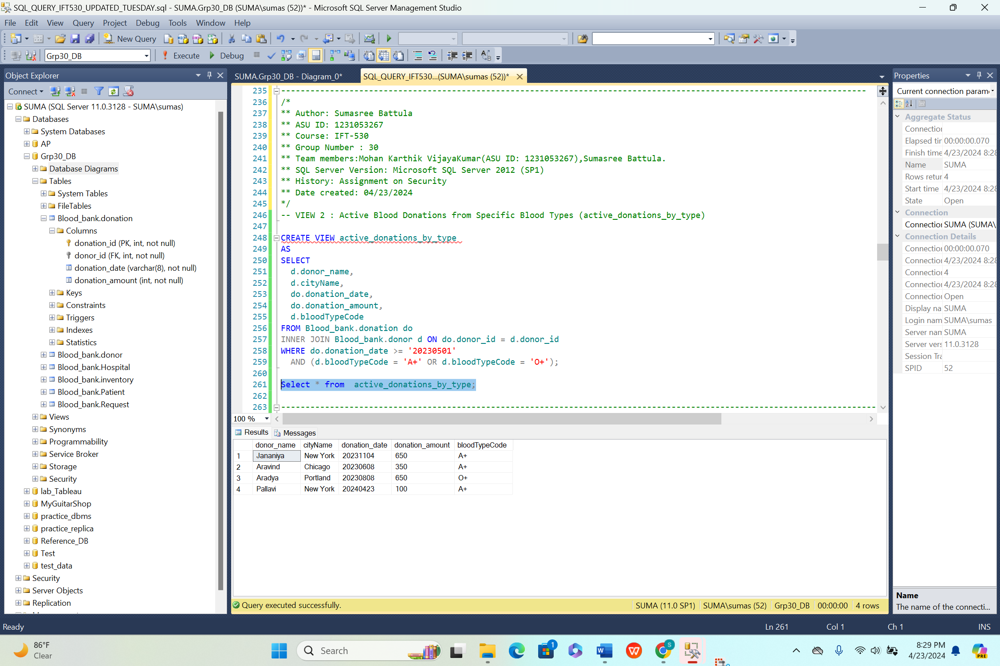 SQL_QUERY_IFT530_UPDATED_TUESDAY.sql - SUMA.Grp30_DB (SUMA\sumas (52))* - Microsoft SQL Server Management Studio
File Edit View Query Project Debug Tools Window Help
New Query
Grp30_DB Execute Debug
Object Explorer
Connect
SUMA (SQL Server 11.0.3128 - SUMA\sumas)
Databases
System Databases
AP
Grp30_DB
Database Diagrams
Tables
System Tables
FileTables
Blood_bank.donation
Columns
donation_id (PK, int, not null)
donor_id (FK, int, not null)
donation_date (varchar(8), not null)
donation_amount (int, not null)
Keys
Constraints
Triggers
Indexes
Statistics
Blood_bank.donor
Blood_bank.Hospital
Blood_bank.inventory
Blood_bank.Patient
Blood_bank.Request
Views
Synonyms
Programmability
Service Broker
Storage
Security
lab_Tableau
MyGuitarShop
practice_dbms
practice_replica
Reference_DB
Test
test_data
Security
Server Objects
Replication
SUMA.Grp30_DB - Diagram_0* SQL_QUERY_IFT530...(SUMA\sumas (52))*
235 ------------------------------------------------------------------------------------------------------------------------
236 /*
237 ** Author: Sumasree Battula
238 ** ASU ID: 1231053267
239 ** Course: IFT-530
240 ** Group Number : 30
241 ** Team members:Mohan Karthik VijayaKumar(ASU ID: 1231053267),Sumasree Battula.
242 ** SQL Server Version: Microsoft SQL Server 2012 (SP1)
243 ** History: Assignment on Security
244 ** Date created: 04/23/2024
245 */
246 -- VIEW 2 : Active Blood Donations from Specific Blood Types (active_donations_by_type)
247
248 CREATE VIEW active_donations_by_type
249 AS
250 SELECT
251 d.donor_name,
252 d.cityName,
253 do.donation_date,
254 do.donation_amount,
255 d.bloodTypeCode
256 FROM Blood_bank.donation do
257 INNER JOIN Blood_bank.donor d ON do.donor_id = d.donor_id
258 WHERE do.donation_date >= '20230501'
259 AND (d.bloodTypeCode = 'A+' OR d.bloodTypeCode = 'O+');
260
261 Select * from active_donations_by_type;
262
263 --------------------------------------------------------------------------------------------------------------------------
100 %
Results Messages
donor_name cityName donation_date donation_amount bloodTypeCode
1 Jananiya New York 20231104 650 A+
2 Aravind Chicago 20230608 350 A+
3 Aradya Portland 20230808 650 O+
4 Pallavi New York 20240423 100 A+
Query executed successfully. SUMA (11.0 SP1) SUMA\sumas (52) Grp30_DB 00:00:00 4 rows
Properties
Current connection param
Aggregate Status
Connection
Elapsed tir 00:00:00.070
Finish time 4/23/2024 8:28
Name SUMA
Rows retur 4
Start time 4/23/2024 8:28
State Open
Connection
Connection SUMA (SUMA\
Connection Details
Connection 00:00:00.070
Connection 4/23/2024 8:28
Connection 4
Connection 4/23/2024 8:28
Connection Open
Display na SUMA
Login nam SUMA\sumas
Server nam SUMA
Server vers 11.0.3128
Session Tra
SPID 52
Name
The name of the connecti...
Ready Ln 261 Col 1 Ch 1 INS
86°F
Clear
Search
1
S
W
8:29 PM
4/23/2024
PRE